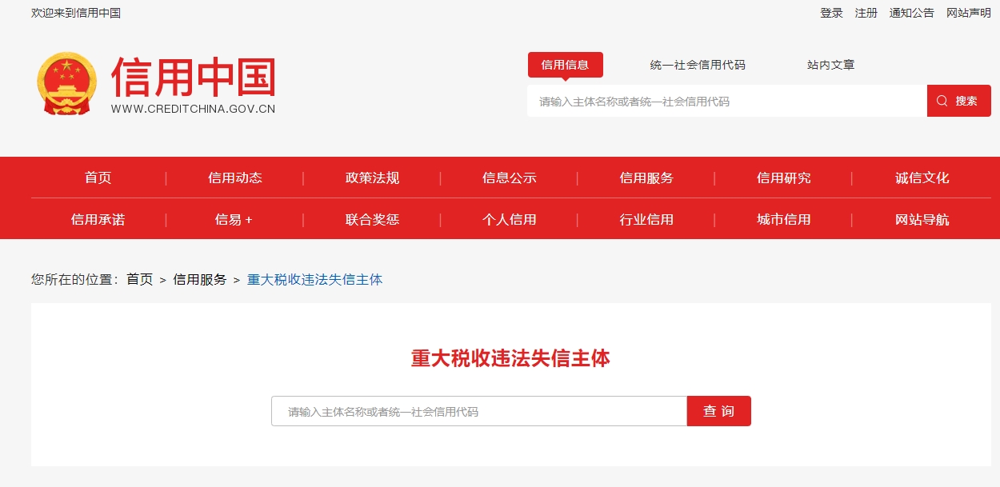 欢迎来到信用中国
登录 注册 通知公告 网站声明
信用中国
WWW.CREDITCHINA.GOV.CN
信用信息 统一社会信用代码 站内文章
请输入主体名称或者统一社会信用代码 搜索
首页 信用动态 政策法规 信息公示 信用服务 信用研究 诚信文化
信用承诺 信易+ 联合奖惩 个人信用 行业信用 城市信用 网站导航
您所在的位置：首页 > 信用服务 > 重大税收违法失信主体
重大税收违法失信主体
请输入主体名称或者统一社会信用代码 查 询